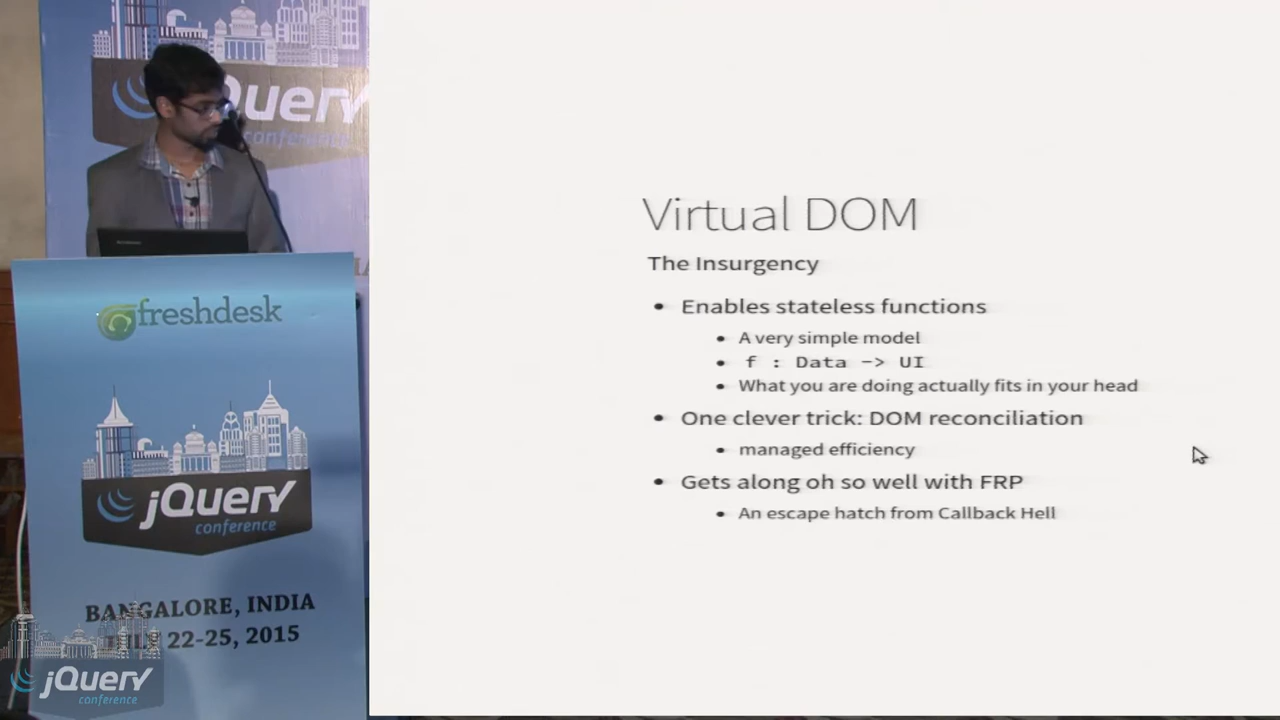 jQuery
conference
freshdesk
jQuery
conference
BANGALORE, INDIA
22-25, 2015
jQuery
conference
Virtual DOM
The Insurgency
• Enables stateless functions
• A very simple model
• f : Data -> UI
• What you are doing actually fits in your head
• One clever trick: DOM reconciliation
• managed efficiency
• Gets along oh so well with FRP
• An escape hatch from Callback Hell